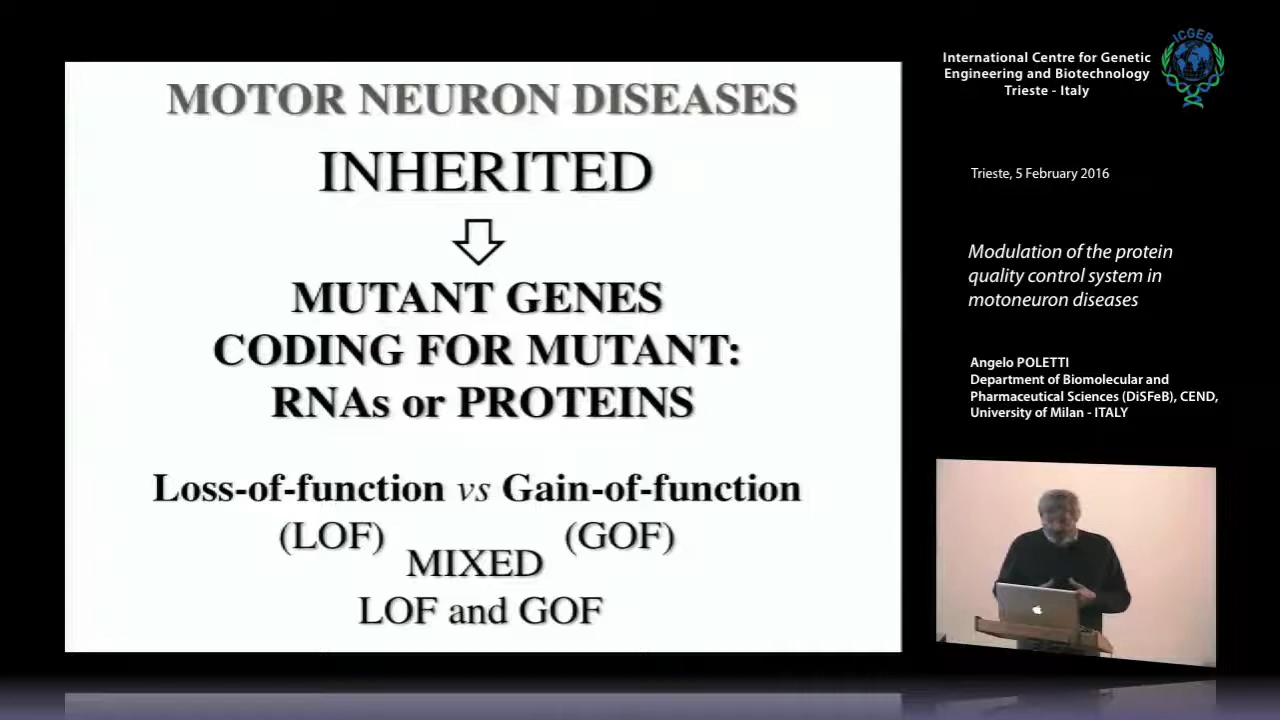 MOTOR NEURON DISEASES
INHERITED
MUTANT GENES
CODING FOR MUTANT:
RNAs or PROTEINS
Loss-of-function vs Gain-of-function
(LOF) (GOF)
MIXED
LOF and GOF
International Centre for Genetic
Engineering and Biotechnology
Trieste - Italy
ICGEB
Trieste, 5 February 2016
Modulation of the protein
quality control system in
motoneuron diseases
Angelo POLETTI
Department of Biomolecular and
Pharmaceutical Sciences (DiSFeB), CEND,
University of Milan - ITALY